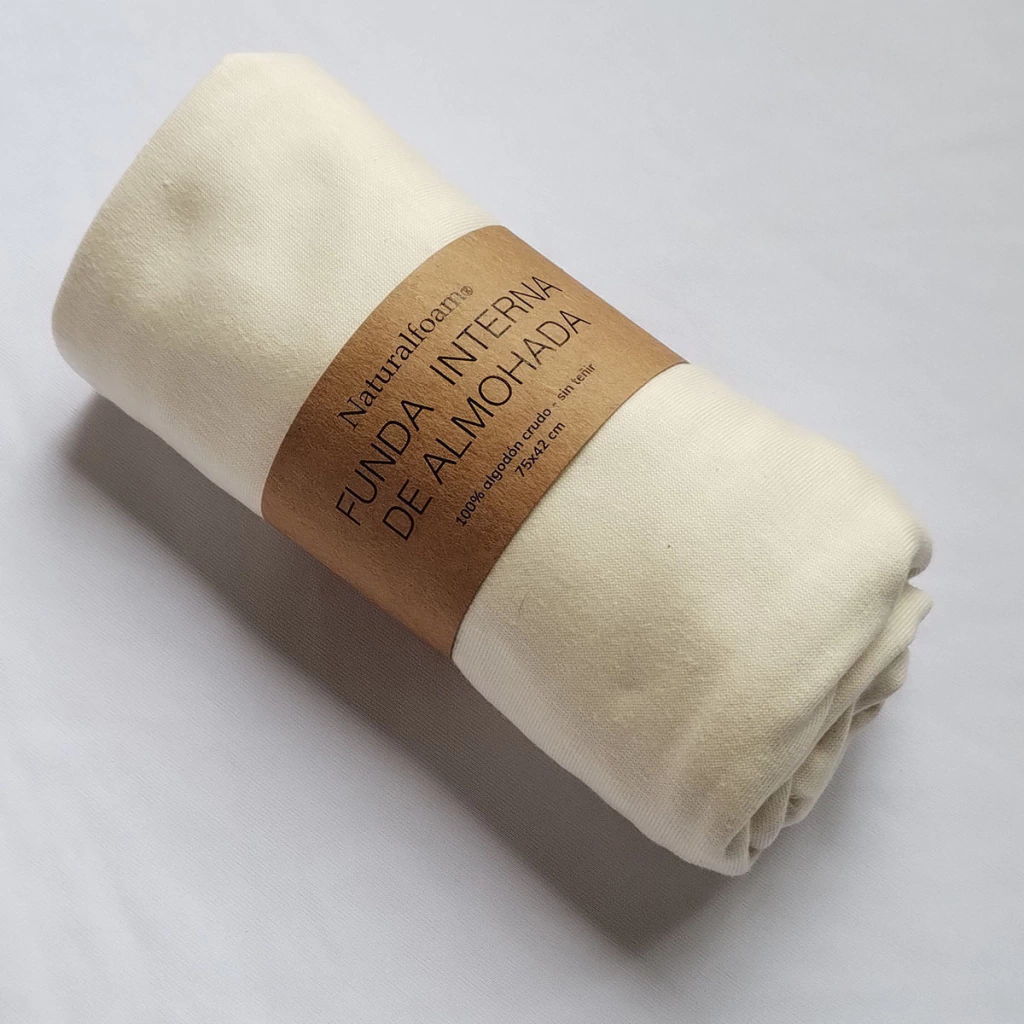 Naturalfoam®
FUNDA INTERNA
DE ALMOHADA
100% algodón crudo - sin teñir
75x42 cm